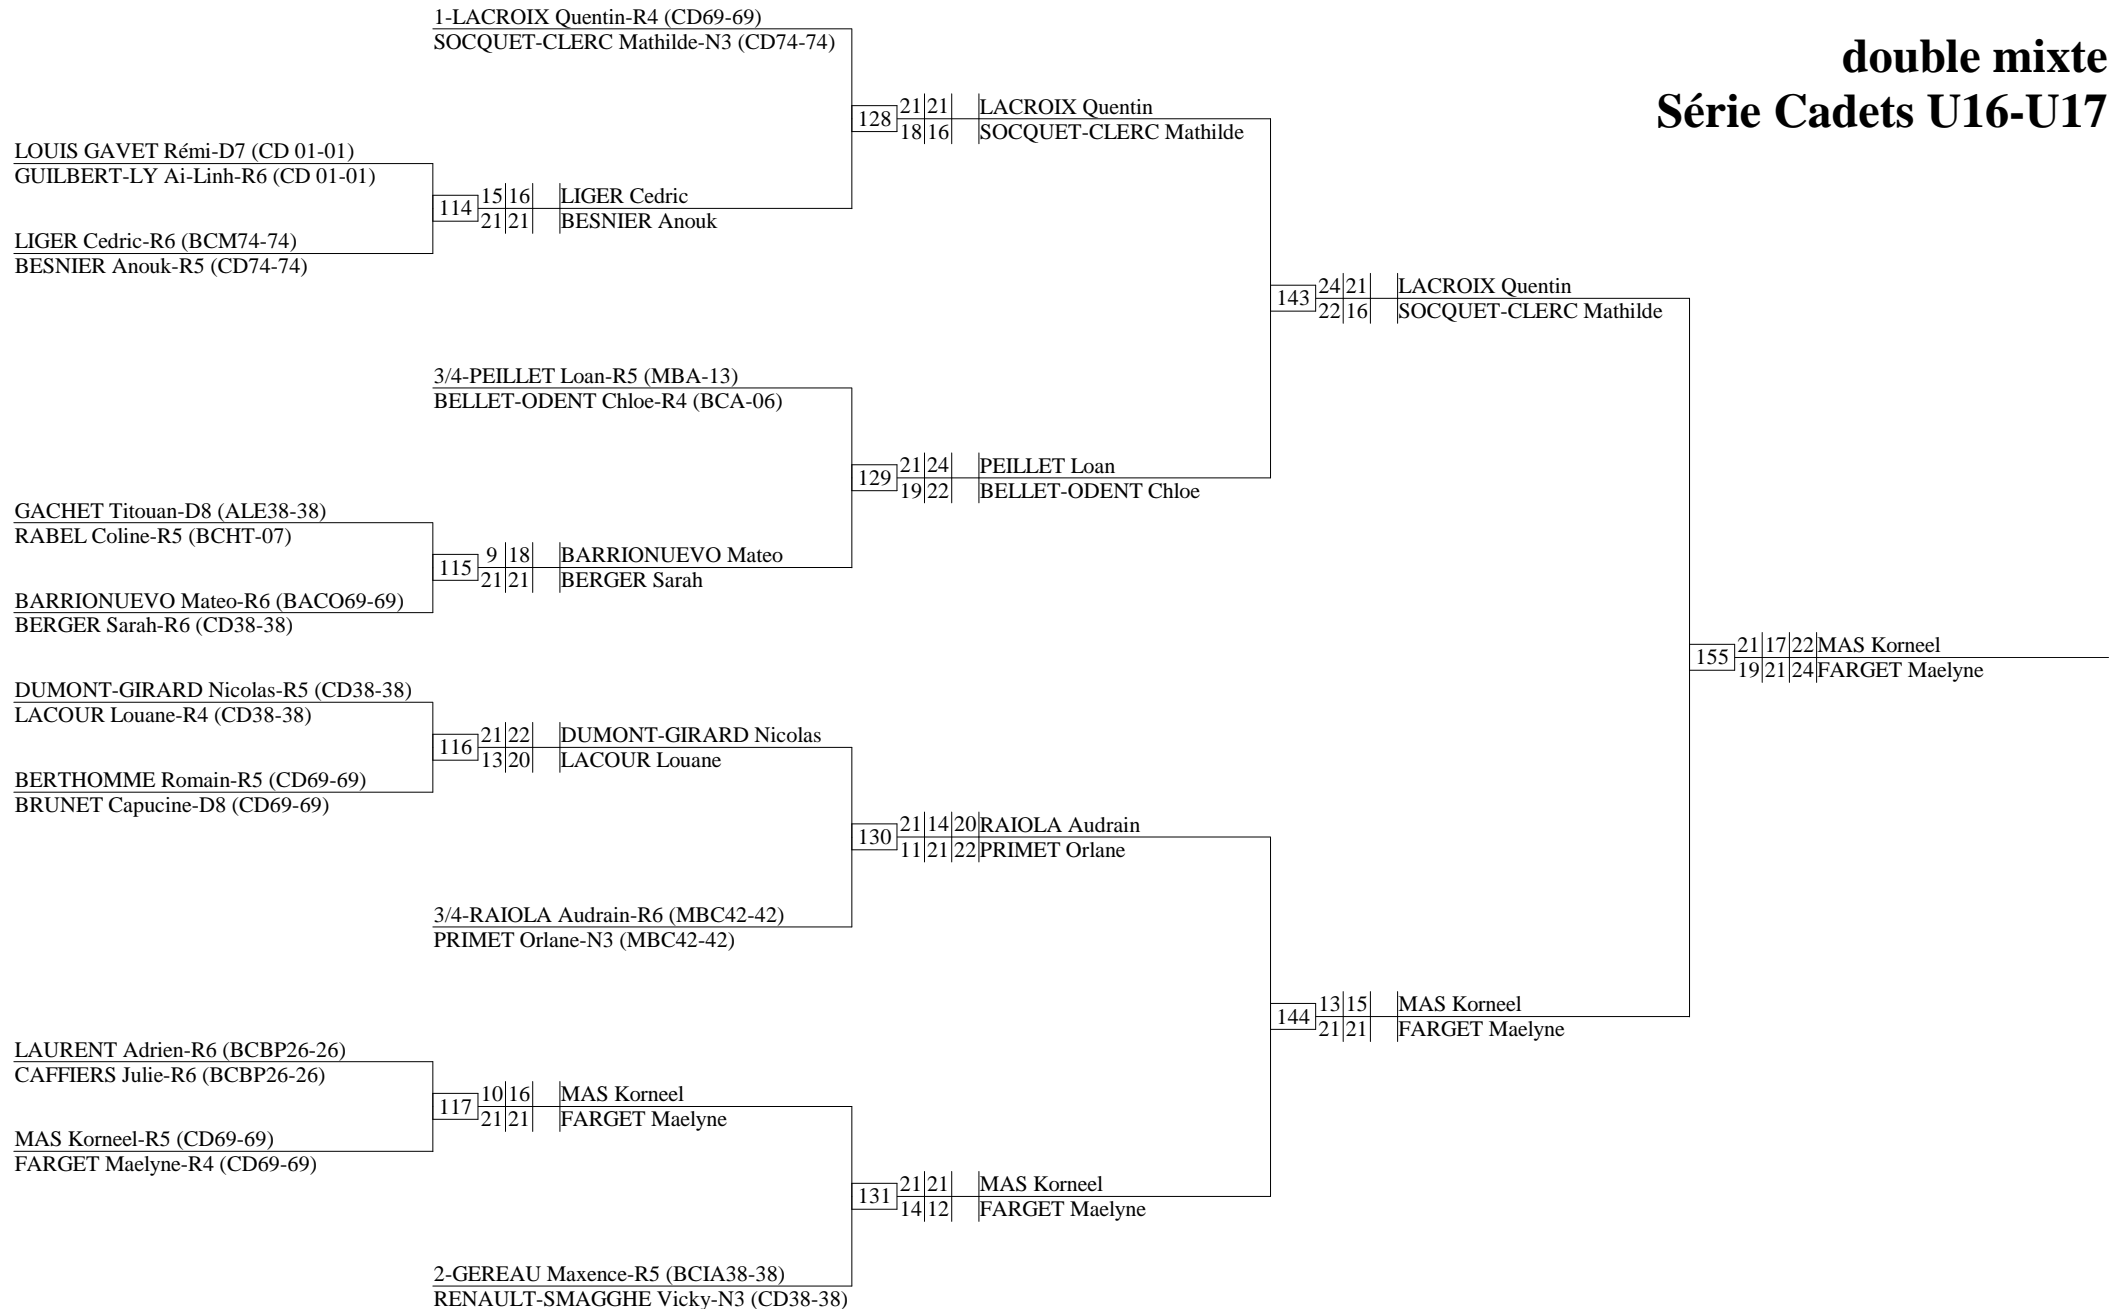 double mixte
Série Cadets U16-U17
1-LACROIX Quentin-R4 (CD69-69)
SOCQUET-CLERC Mathilde-N3 (CD74-74)
128 21 21 LACROIX Quentin
18 16 SOCQUET-CLERC Mathilde
LOUIS GAVET Rémi-D7 (CD 01-01)
GUILBERT-LY Ai-Linh-R6 (CD 01-01)
114 15 16 LIGER Cedric
21 21 BESNIER Anouk
LIGER Cedric-R6 (BCM74-74)
BESNIER Anouk-R5 (CD74-74)
143 24 21 LACROIX Quentin
22 16 SOCQUET-CLERC Mathilde
3/4-PEILLET Loan-R5 (MBA-13)
BELLET-ODENT Chloe-R4 (BCA-06)
129 21 24 PEILLET Loan
19 22 BELLET-ODENT Chloe
GACHET Titouan-D8 (ALE38-38)
RABEL Coline-R5 (BCHT-07)
115 9 18 BARRIONUEVO Mateo
21 21 BERGER Sarah
BARRIONUEVO Mateo-R6 (BACO69-69)
BERGER Sarah-R6 (CD38-38)
155 21 17 22 MAS Korneel
19 21 24 FARGET Maelyne
DUMONT-GIRARD Nicolas-R5 (CD38-38)
LACOUR Louane-R4 (CD38-38)
116 21 22 DUMONT-GIRARD Nicolas
13 20 LACOUR Louane
BERTHOMME Romain-R5 (CD69-69)
BRUNET Capucine-D8 (CD69-69)
130 21 14 20 RAIOLA Audrain
11 21 22 PRIMET Orlane
3/4-RAIOLA Audrain-R6 (MBC42-42)
PRIMET Orlane-N3 (MBC42-42)
144 13 15 MAS Korneel
21 21 FARGET Maelyne
LAURENT Adrien-R6 (BCBP26-26)
CAFFIERS Julie-R6 (BCBP26-26)
117 10 16 MAS Korneel
21 21 FARGET Maelyne
MAS Korneel-R5 (CD69-69)
FARGET Maelyne-R4 (CD69-69)
131 21 21 MAS Korneel
14 12 FARGET Maelyne
2-GEREAU Maxence-R5 (BCIA38-38)
RENAULT-SMAGGHE Vicky-N3 (CD38-38)